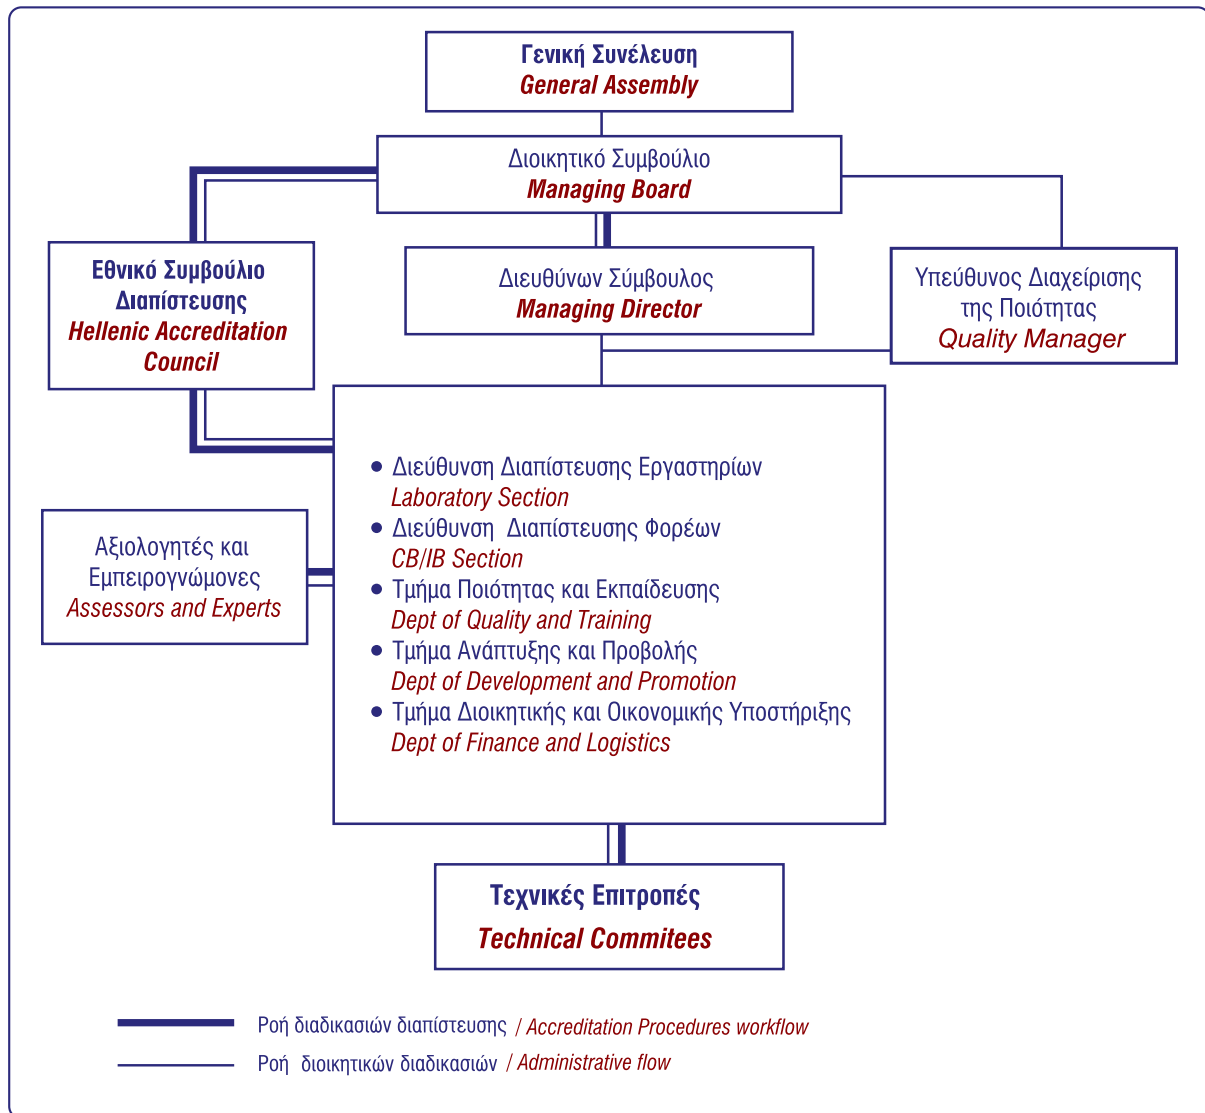 Γενική Συνέλευση
General Assembly
Διοικητικό Συμβούλιο
Managing Board
Εθνικό Συμβούλιο
Διαπίστευσης
Hellenic Accreditation
Council
Διευθύνων Σύμβουλος
Managing Director
Υπεύθυνος Διαχείρισης
της Ποιότητας
Quality Manager
• Διεύθυνση Διαπίστευσης Εργαστηρίων
Laboratory Section
• Διεύθυνση Διαπίστευσης Φορέων
CB/IB Section
• Τμήμα Ποιότητας και Εκπαίδευσης
Dept of Quality and Training
• Τμήμα Ανάπτυξης και Προβολής
Dept of Development and Promotion
• Τμήμα Διοικητικής και Οικονομικής Υποστήριξης
Dept of Finance and Logistics
Αξιολογητές και
Εμπειρογνώμονες
Assessors and Experts
Τεχνικές Επιτροπές
Technical Commitees
Ροή διαδικασιών διαπίστευσης / Accreditation Procedures workflow
Ροή διοικητικών διαδικασιών / Administrative flow